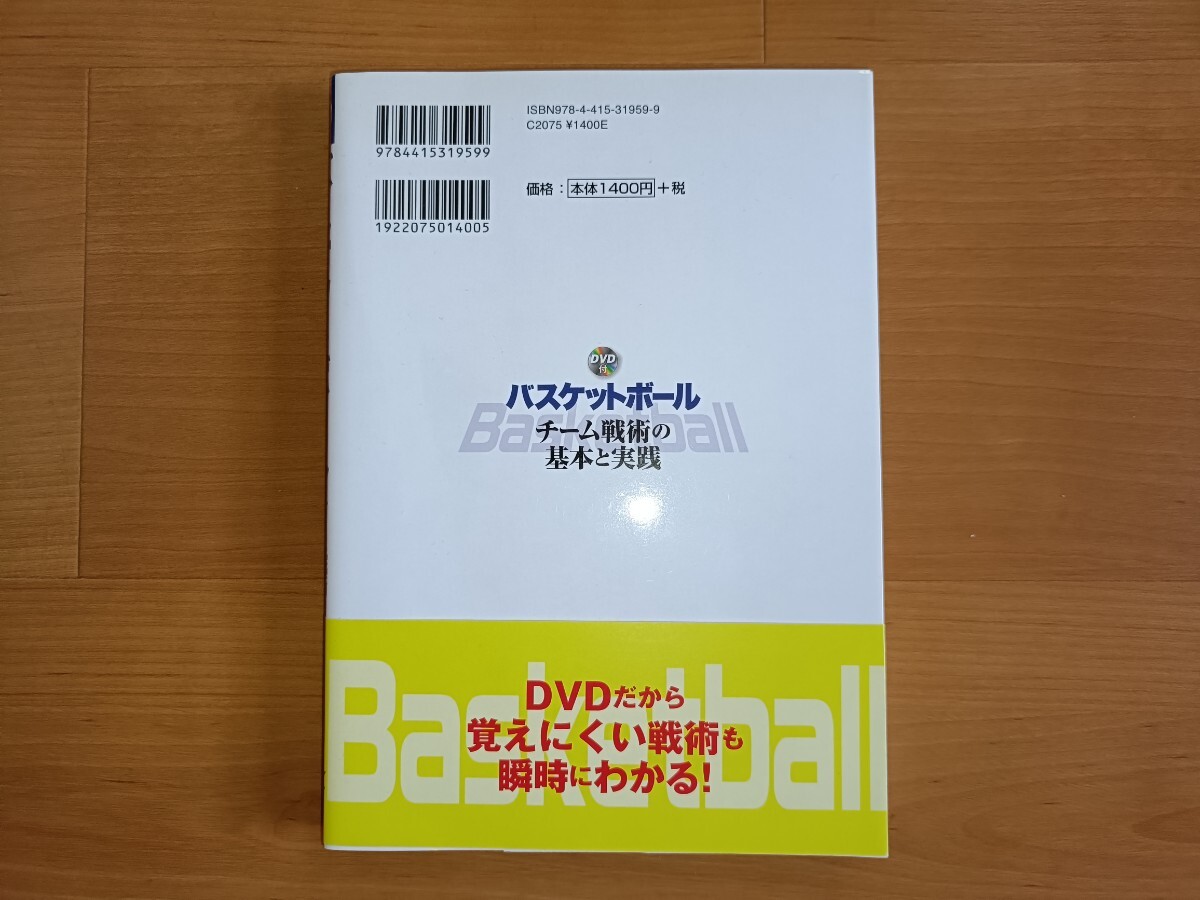 ISBN978-4-415-31959-9
C2075 ¥1400E
9784415319599
価格：本体1400円+税
1922075014005
DVD
付
バスケットボール
Basketball
チーム戦術の
基本と実践
Basketball
DVDだから
覚えにくい戦術も
瞬時にわかる！